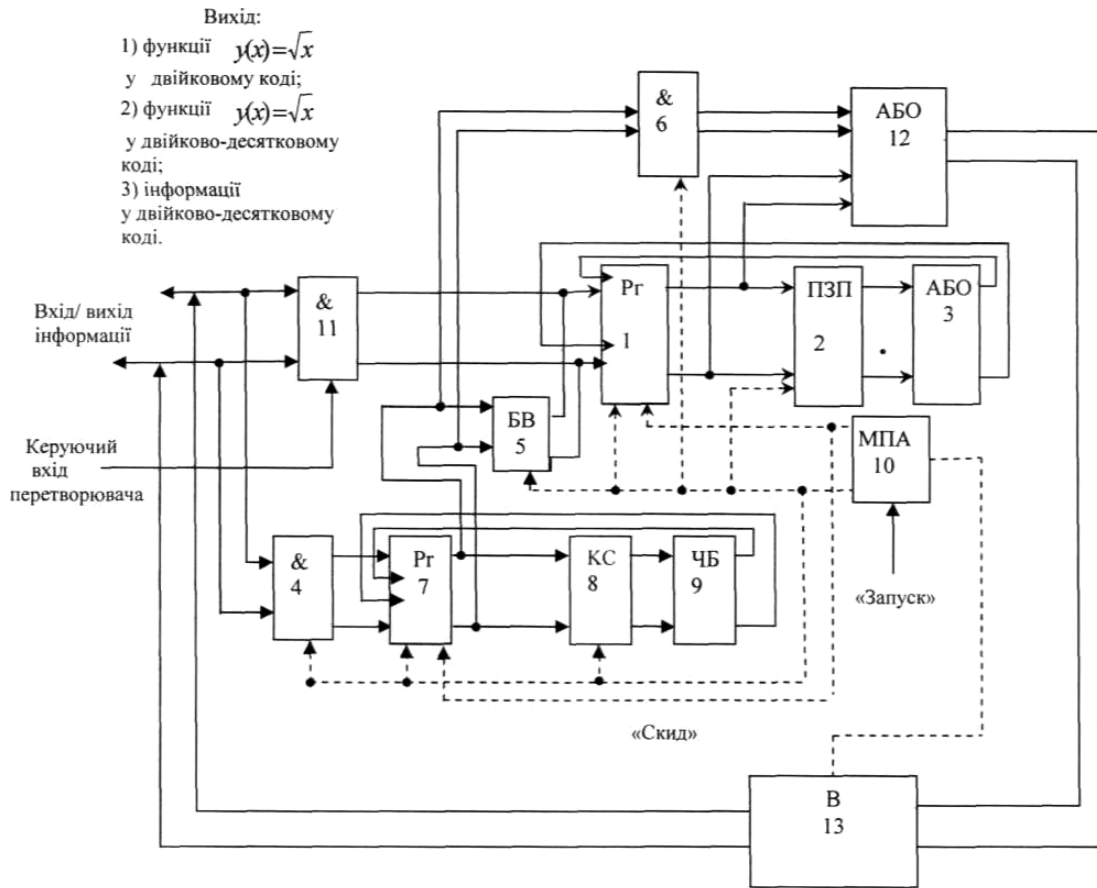 Вихід:
1) функції y(x)=√x
у двійковому коді;
2) функції y(x)=√x
у двійково-десятковому
коді;
3) інформації
у двійково-десятковому
коді.
&
6
АБО
12
Вхід/ вихід
інформації
&
11
Рг
1
ПЗП
2
АБО
3
Керуючий
вхід
перетворювача
БВ
5
МПА
10
&
4
Рг
7
КС
8
ЧБ
9
«Запуск»
«Скид»
В
13